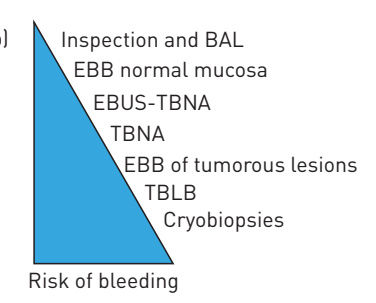 b)
Inspection and BAL
EBB normal mucosa
EBUS-TBNA
TBNA
EBB of tumorous lesions
TBLB
Cryobiopsies
Risk of bleeding